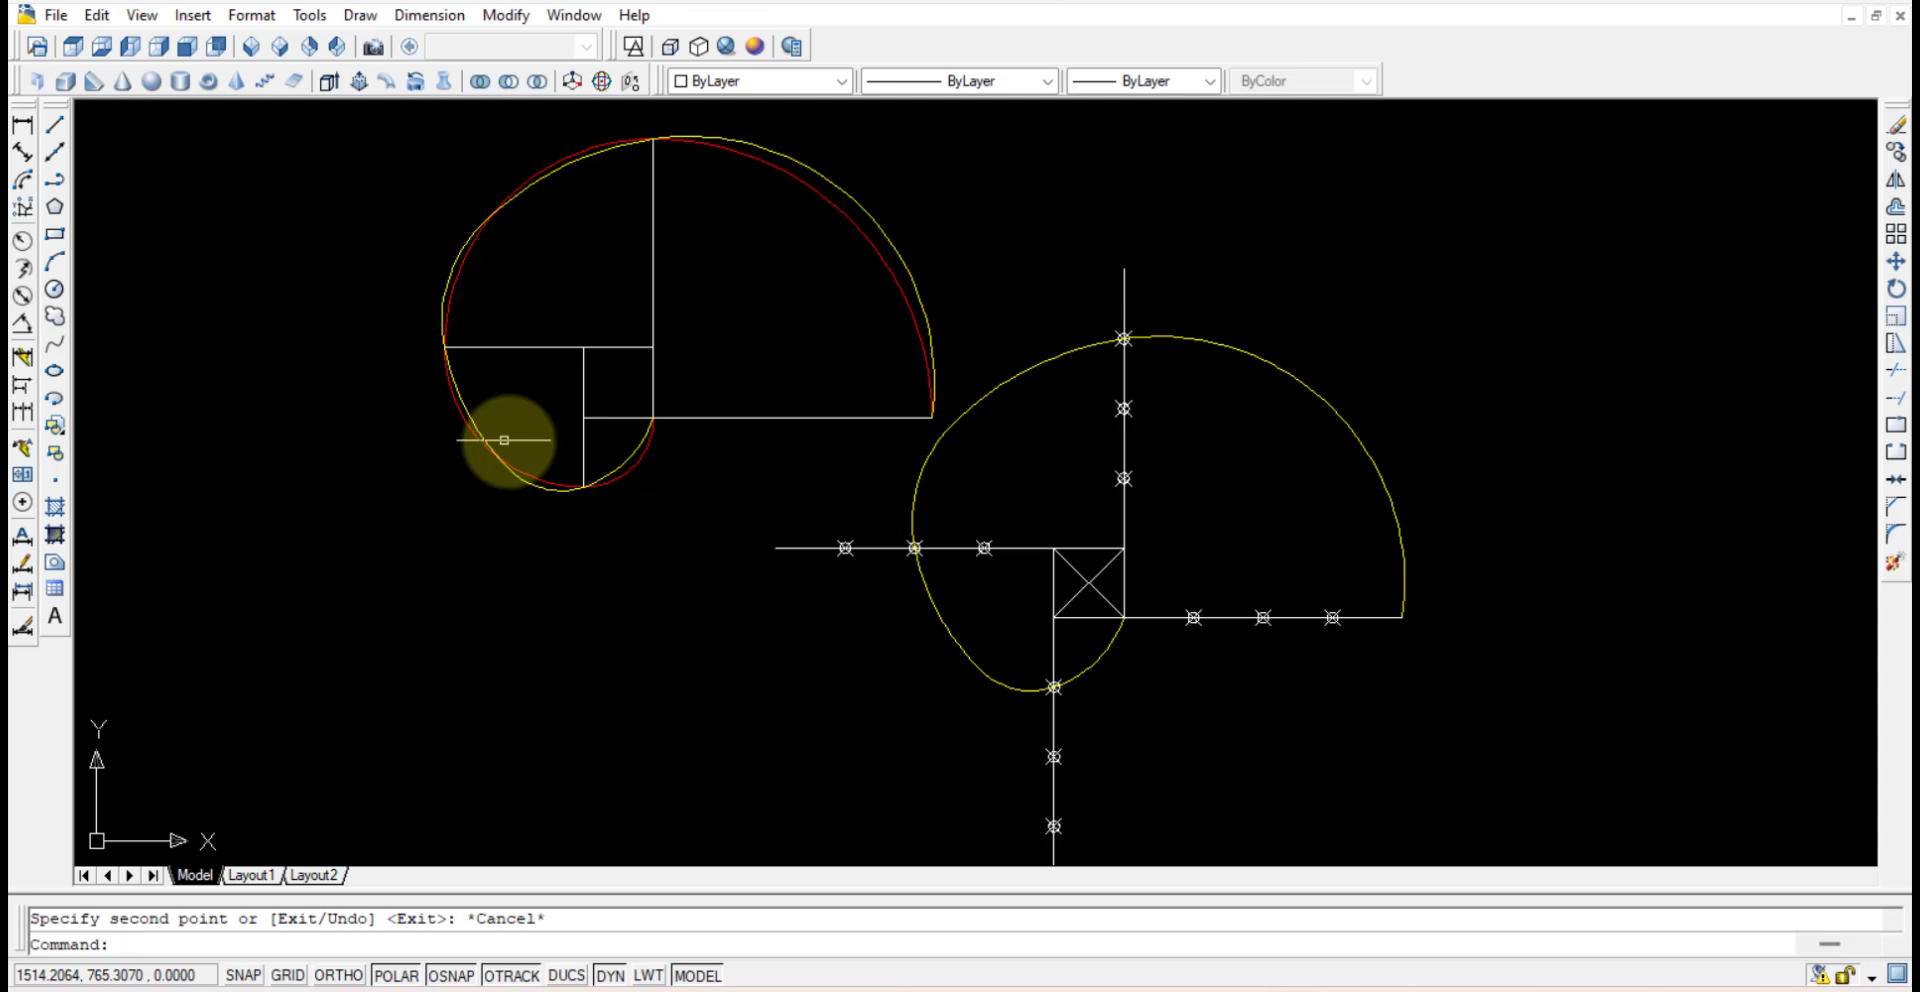 File Edit View Insert Format Tools Draw Dimension Modify Window Help
ByLayer ByLayer ByLayer ByColor
A
A
Y
X
Model Layout1 Layout2
Specify second point or [Exit/Undo] <Exit>: *Cancel*
Command:
1514.2064, 765.3070 , 0.0000 SNAP GRID ORTHO POLAR OSNAP OTRACK DUCS DYN LWT MODEL